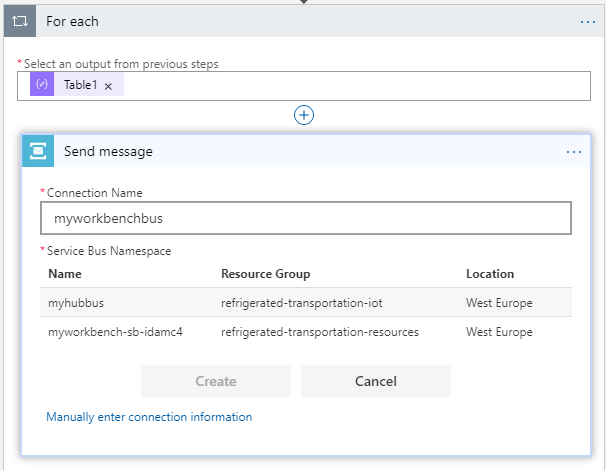 For each
*Select an output from previous steps
Table1 ×
Send message
*Connection Name
myworkbenchbus
*Service Bus Namespace
Name Resource Group Location
myhubbus refrigerated-transportation-iot West Europe
myworkbench-sb-idamc4 refrigerated-transportation-resources West Europe
Create Cancel
Manually enter connection information